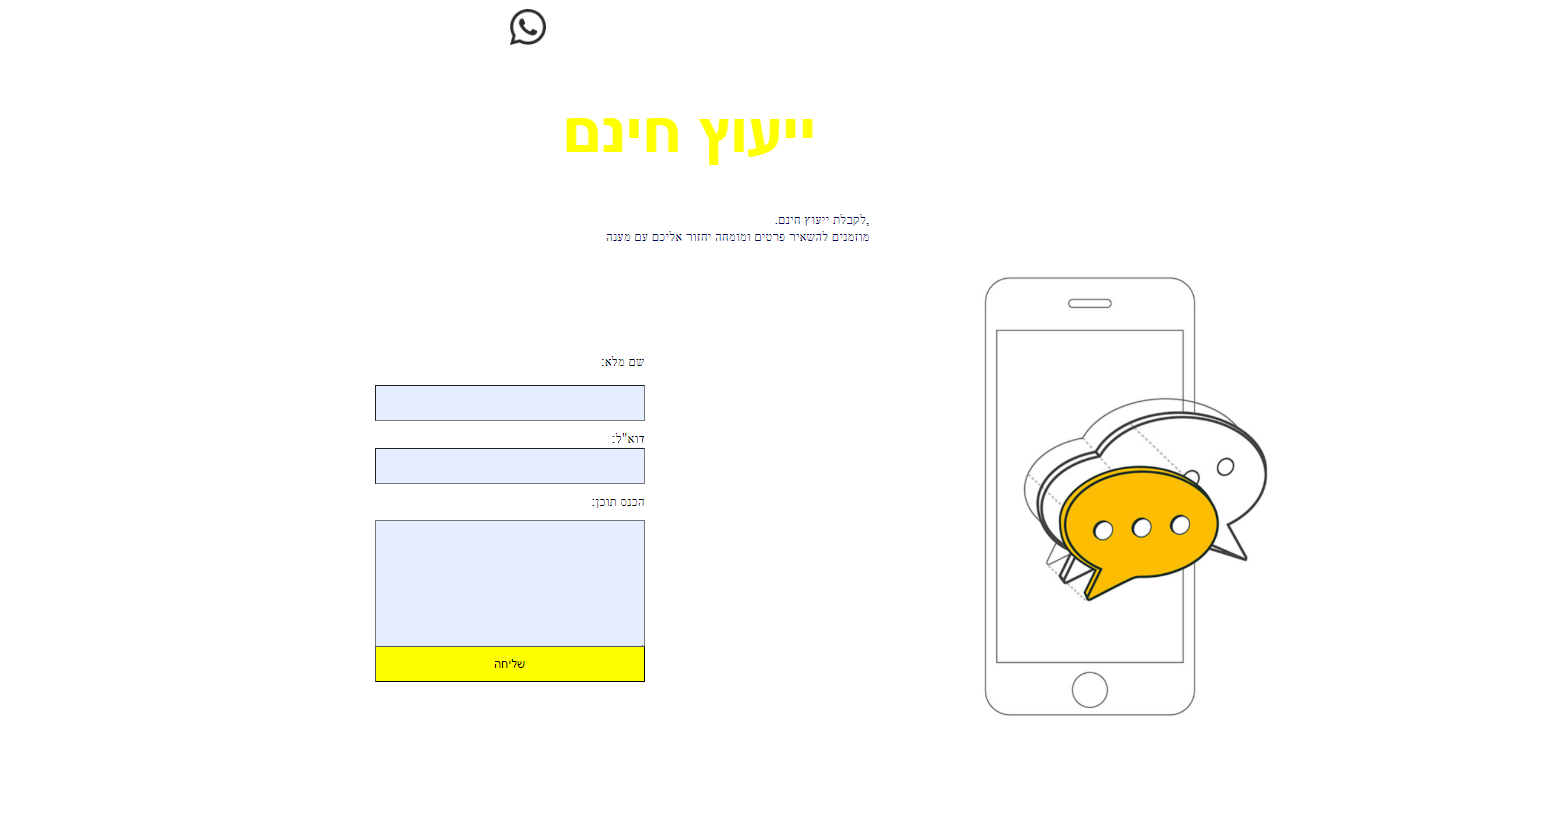 ייעוץ חינם
לקבלת ייעוץ חינם.,
מוזמנים להשאיר פרטים ומומחה יחזור אליכם עם מענה
שם מלא:
דוא"ל:
הכנס תוכן:
שליחה